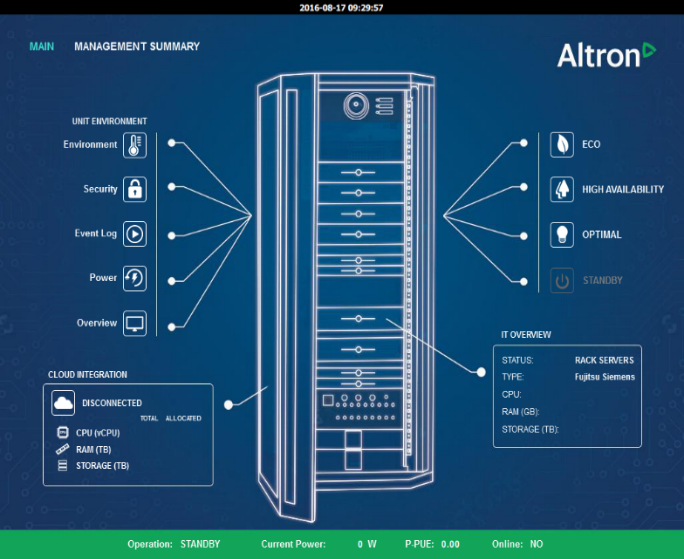 2016-08-17 09:29:57
MAIN MANAGEMENT SUMMARY
Altron
UNIT ENVIRONMENT
Environment
Security
Event Log
Power
Overview
ECO
HIGH AVAILABILITY
OPTIMAL
STANDBY
IT OVERVIEW
STATUS: RACK SERVERS
TYPE: Fujitsu Siemens
CPU:
RAM (GB):
STORAGE (TB):
CLOUD INTEGRATION
DISCONNECTED
TOTAL ALLOCATED
CPU (vCPU)
RAM (TB)
STORAGE (TB)
Operation: STANDBY Current Power: 0 W P-PUE: 0.00 Online: NO